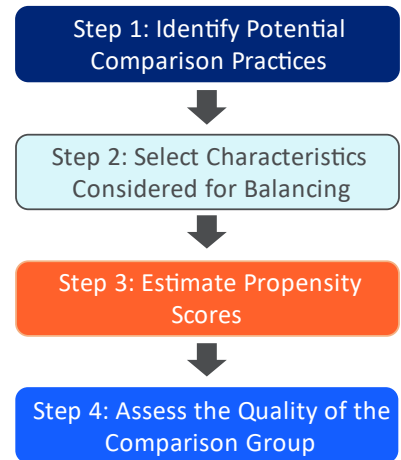 Step 1: Identify Potential
Comparison Practices
Step 2: Select Characteristics
Considered for Balancing
Step 3: Estimate Propensity
Scores
Step 4: Assess the Quality of the
Comparison Group